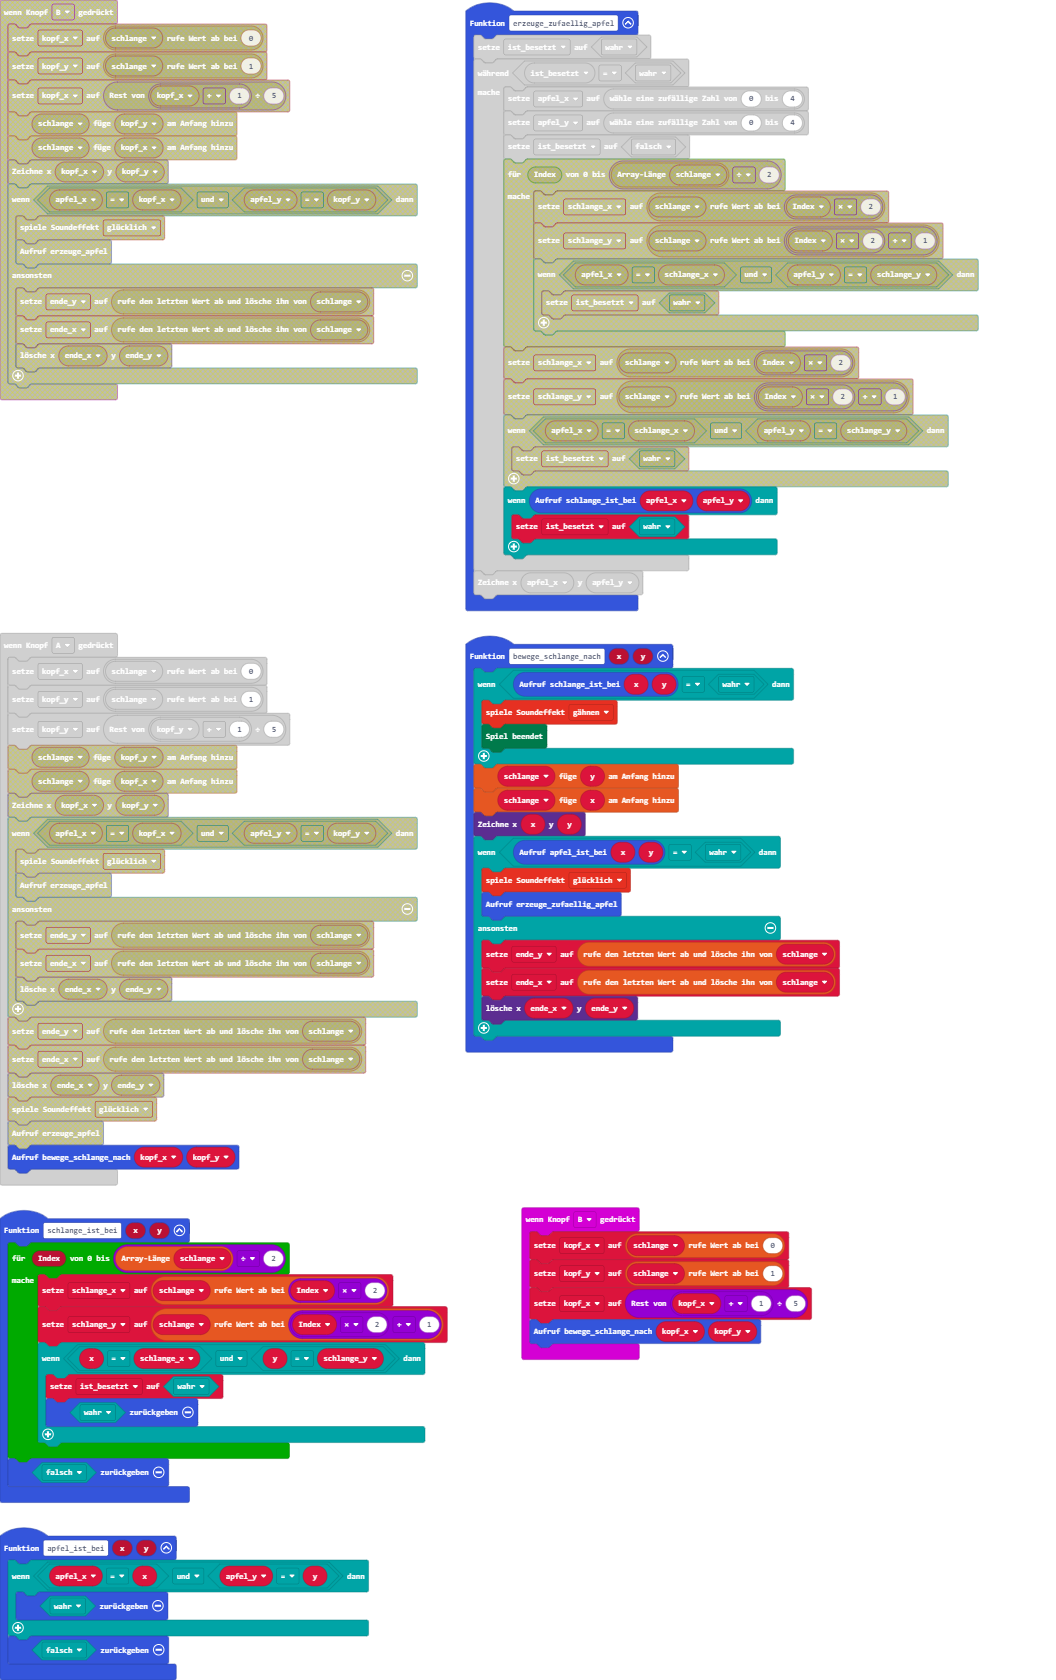 wenn Knopf B gedrückt
setze kopf_x auf schlange rufe Wert ab bei 0
setze kopf_y auf schlange rufe Wert ab bei 1
setze kopf_x auf Rest von kopf_x + 1 ÷ 5
schlange füge kopf_y am Anfang hinzu
schlange füge kopf_y am Anfang hinzu
Zeichne x kopf_x y kopf_y
wenn apfel_x = kopf_x und apfel_y = kopf_y dann
spiele Soundeffekt glücklich
Aufruf erzeuge_apfel
ansonsten
setze ende_y auf rufe den letzten Wert ab und lösche ihn von schlange
setze ende_x auf rufe den letzten Wert ab und lösche ihn von schlange
lösche x ende_x y ende_y
Funktion erzeuge_zufaellig_apfel
setze ist_besetzt auf wahr
während ist_besetzt = wahr
mache
setze apfel_x auf wähle eine zufällige Zahl von 0 bis 4
setze apfel_y auf wähle eine zufällige Zahl von 0 bis 4
setze ist_besetzt auf falsch
für Index von 0 bis Array-Länge schlange ÷ 2
mache
setze schlange_x auf schlange rufe Wert ab bei Index × 2
setze schlange_y auf schlange rufe Wert ab bei Index × 2 + 1
wenn apfel_x = schlange_x und apfel_y = schlange_y dann
setze ist_besetzt auf wahr
setze schlange_x auf schlange rufe Wert ab bei Index × 2
setze schlange_y auf schlange rufe Wert ab bei Index × 2 + 1
wenn apfel_x = schlange_x und apfel_y = schlange_y dann
setze ist_besetzt auf wahr
wenn Aufruf schlange_ist_bei apfel_x apfel_y dann
setze ist_besetzt auf wahr
Zeichne x apfel_x y apfel_y
wenn Knopf A gedrückt
setze kopf_x auf schlange rufe Wert ab bei 0
setze kopf_y auf schlange rufe Wert ab bei 1
setze kopf_y auf Rest von kopf_y + 1 ÷ 5
schlange füge kopf_y am Anfang hinzu
schlange füge kopf_y am Anfang hinzu
Zeichne x kopf_x y kopf_y
wenn apfel_x = kopf_x und apfel_y = kopf_y dann
spiele Soundeffekt glücklich
Aufruf erzeuge_apfel
ansonsten
setze ende_y auf rufe den letzten Wert ab und lösche ihn von schlange
setze ende_x auf rufe den letzten Wert ab und lösche ihn von schlange
lösche x ende_x y ende_y
setze ende_y auf rufe den letzten Wert ab und lösche ihn von schlange
setze ende_x auf rufe den letzten Wert ab und lösche ihn von schlange
lösche x ende_x y ende_y
spiele Soundeffekt glücklich
Aufruf erzeuge_apfel
Aufruf bewege_schlange_nach kopf_x kopf_y
Funktion bewege_schlange_nach x y
wenn Aufruf schlange_ist_bei x y = wahr dann
spiele Soundeffekt gähnen
Spiel beendet
schlange füge y am Anfang hinzu
schlange füge x am Anfang hinzu
Zeichne x x y y
wenn Aufruf apfel_ist_bei x y = wahr dann
spiele Soundeffekt glücklich
Aufruf erzeuge_zufaellig_apfel
ansonsten
setze ende_y auf rufe den letzten Wert ab und lösche ihn von schlange
setze ende_x auf rufe den letzten Wert ab und lösche ihn von schlange
lösche x ende_x y ende_y
Funktion schlange_ist_bei x y
für Index von 0 bis Array-Länge schlange ÷ 2
mache
setze schlange_x auf schlange rufe Wert ab bei Index × 2
setze schlange_y auf schlange rufe Wert ab bei Index × 2 + 1
wenn x = schlange_x und y = schlange_y dann
setze ist_besetzt auf wahr
wahr zurückgeben
falsch zurückgeben
wenn Knopf B gedrückt
setze kopf_x auf schlange rufe Wert ab bei 0
setze kopf_y auf schlange rufe Wert ab bei 1
setze kopf_x auf Rest von kopf_x + 1 ÷ 5
Aufruf bewege_schlange_nach kopf_x kopf_y
Funktion apfel_ist_bei x y
wenn apfel_x = x und apfel_y = y dann
wahr zurückgeben
falsch zurückgeben